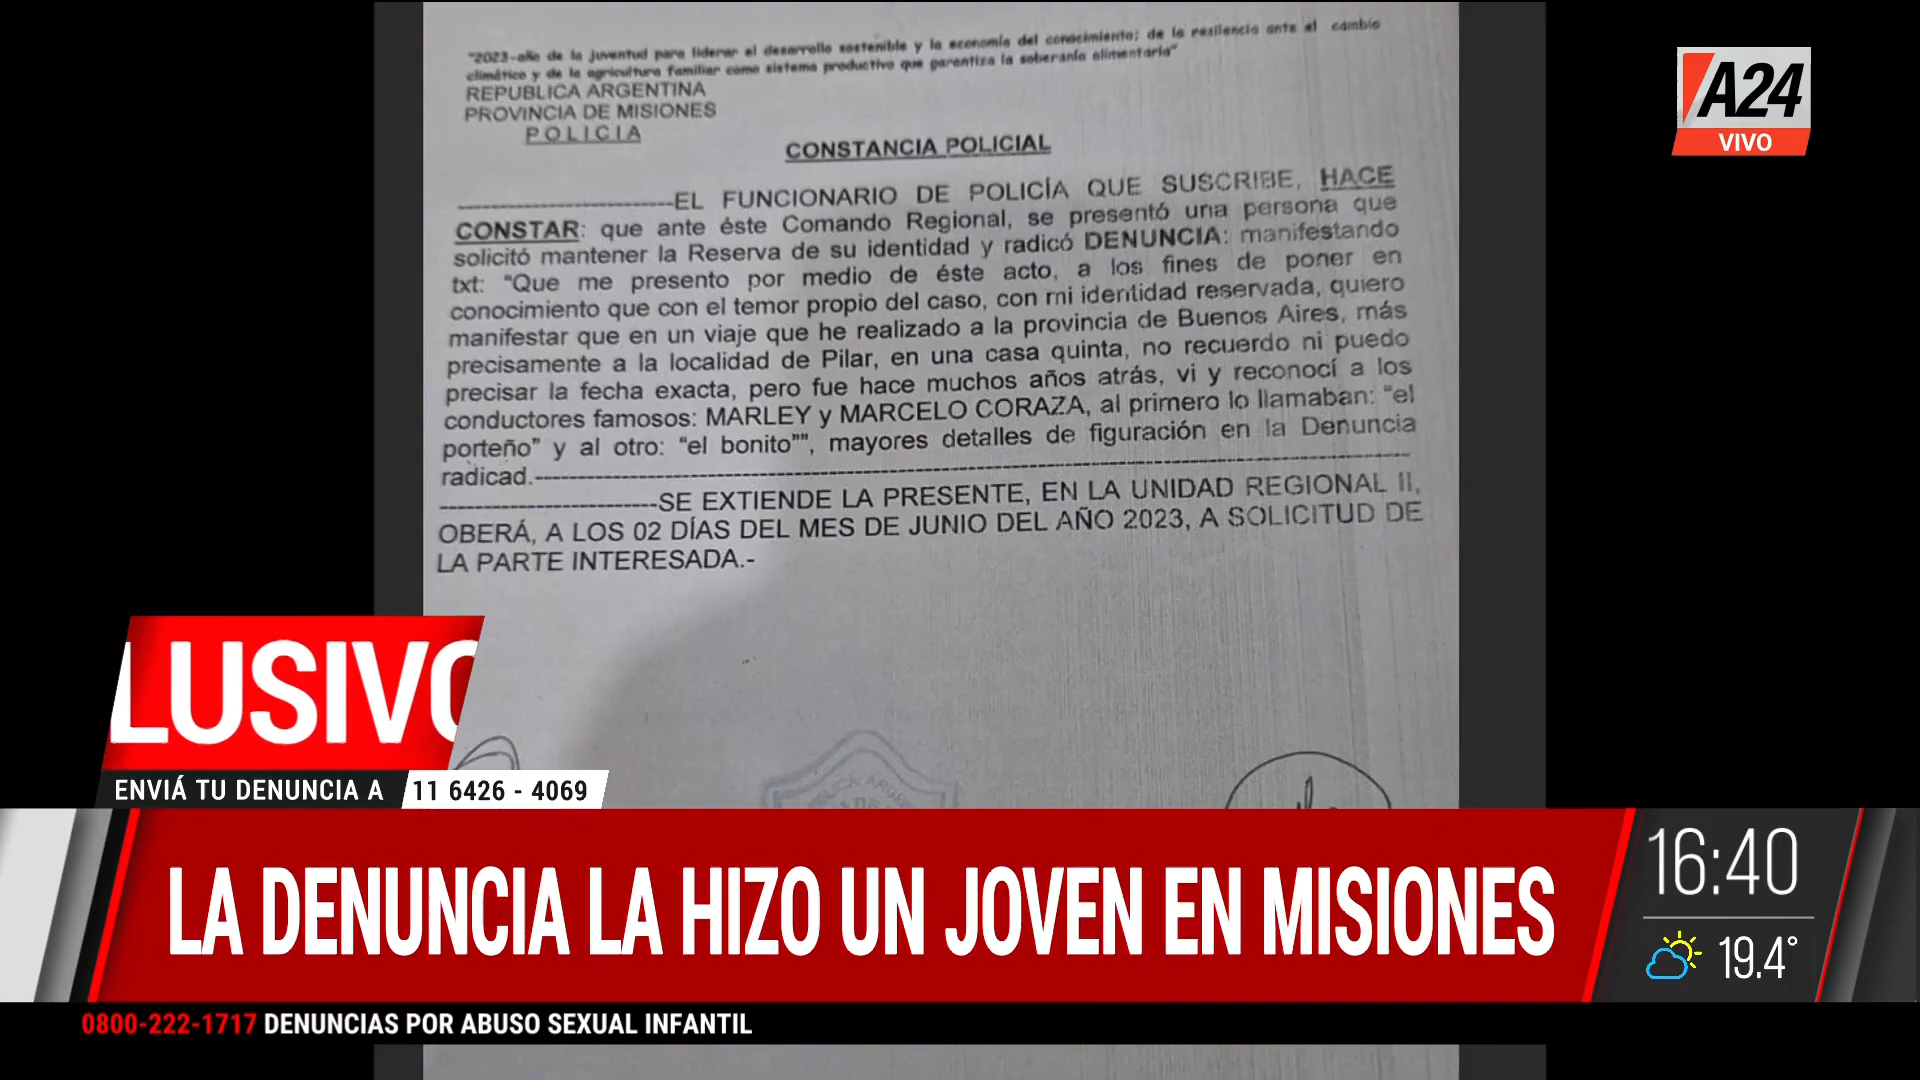 "2023-año de la juventud para liderar el desarrollo sostenible y la economía del conocimiento; de la resilencia ante el cambio
climático y de la agricultura familiar como sistema productivo que garantiza la soberanía alimentaria"
REPUBLICA ARGENTINA
PROVINCIA DE MISIONES
POLICIA
CONSTANCIA POLICIAL
------------------------EL FUNCIONARIO DE POLICÍA QUE SUSCRIBE, HACE
CONSTAR: que ante éste Comando Regional, se presentó una persona que
solicitó mantener la Reserva de su identidad y radicó DENUNCIA: manifestando
txt: "Que me presento por medio de éste acto, a los fines de poner en
conocimiento que con el temor propio del caso, con mi identidad reservada, quiero
manifestar que en un viaje que he realizado a la provincia de Buenos Aires, más
precisamente a la localidad de Pilar, en una casa quinta, no recuerdo ni puedo
precisar la fecha exacta, pero fue hace muchos años atrás, vi y reconocí a los
conductores famosos: MARLEY y MARCELO CORAZA, al primero lo llamaban: "el
porteño" y al otro: "el bonito"", mayores detalles de figuración en la Denuncia
radicad.------------------------
------------------------SE EXTIENDE LA PRESENTE, EN LA UNIDAD REGIONAL II,
OBERÁ, A LOS 02 DÍAS DEL MES DE JUNIO DEL AÑO 2023, A SOLICITUD DE
LA PARTE INTERESADA.-
A24
VIVO
LUSIVO
ENVIÁ TU DENUNCIA A 11 6426 - 4069
LA DENUNCIA LA HIZO UN JOVEN EN MISIONES
16:40
19.4°
0800-222-1717 DENUNCIAS POR ABUSO SEXUAL INFANTIL